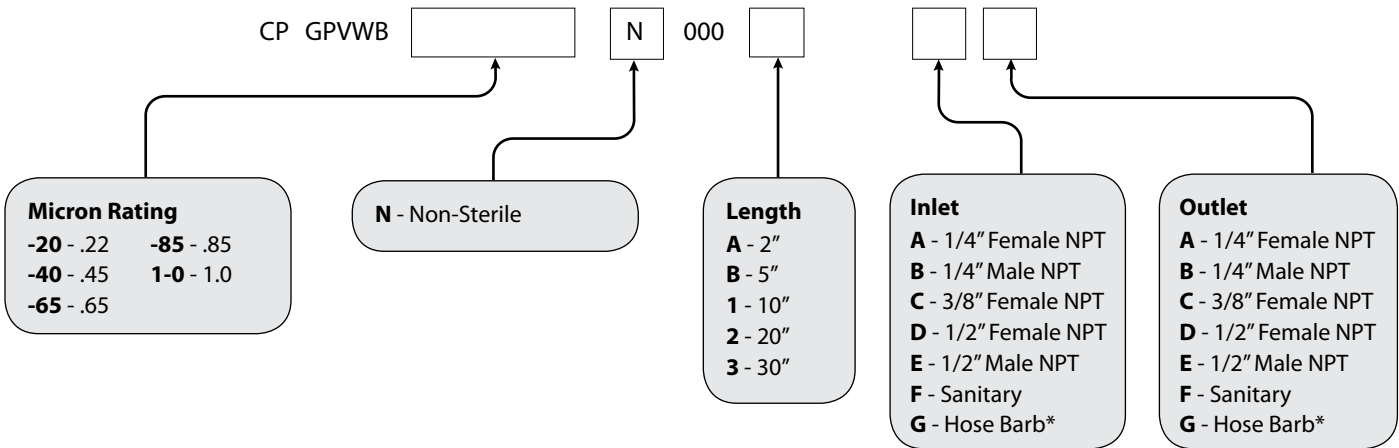 CP GPVWB N 000
Micron Rating
-20 - .22 -85 - .85
-40 - .45 1-0 - 1.0
-65 - .65
N - Non-Sterile
Length
A - 2”
B - 5”
1 - 10”
2 - 20”
3 - 30”
Inlet
A - 1/4” Female NPT
B - 1/4” Male NPT
C - 3/8” Female NPT
D - 1/2” Female NPT
E - 1/2” Male NPT
F - Sanitary
G - Hose Barb*
Outlet
A - 1/4” Female NPT
B - 1/4” Male NPT
C - 3/8” Female NPT
D - 1/2” Female NPT
E - 1/2” Male NPT
F - Sanitary
G - Hose Barb*